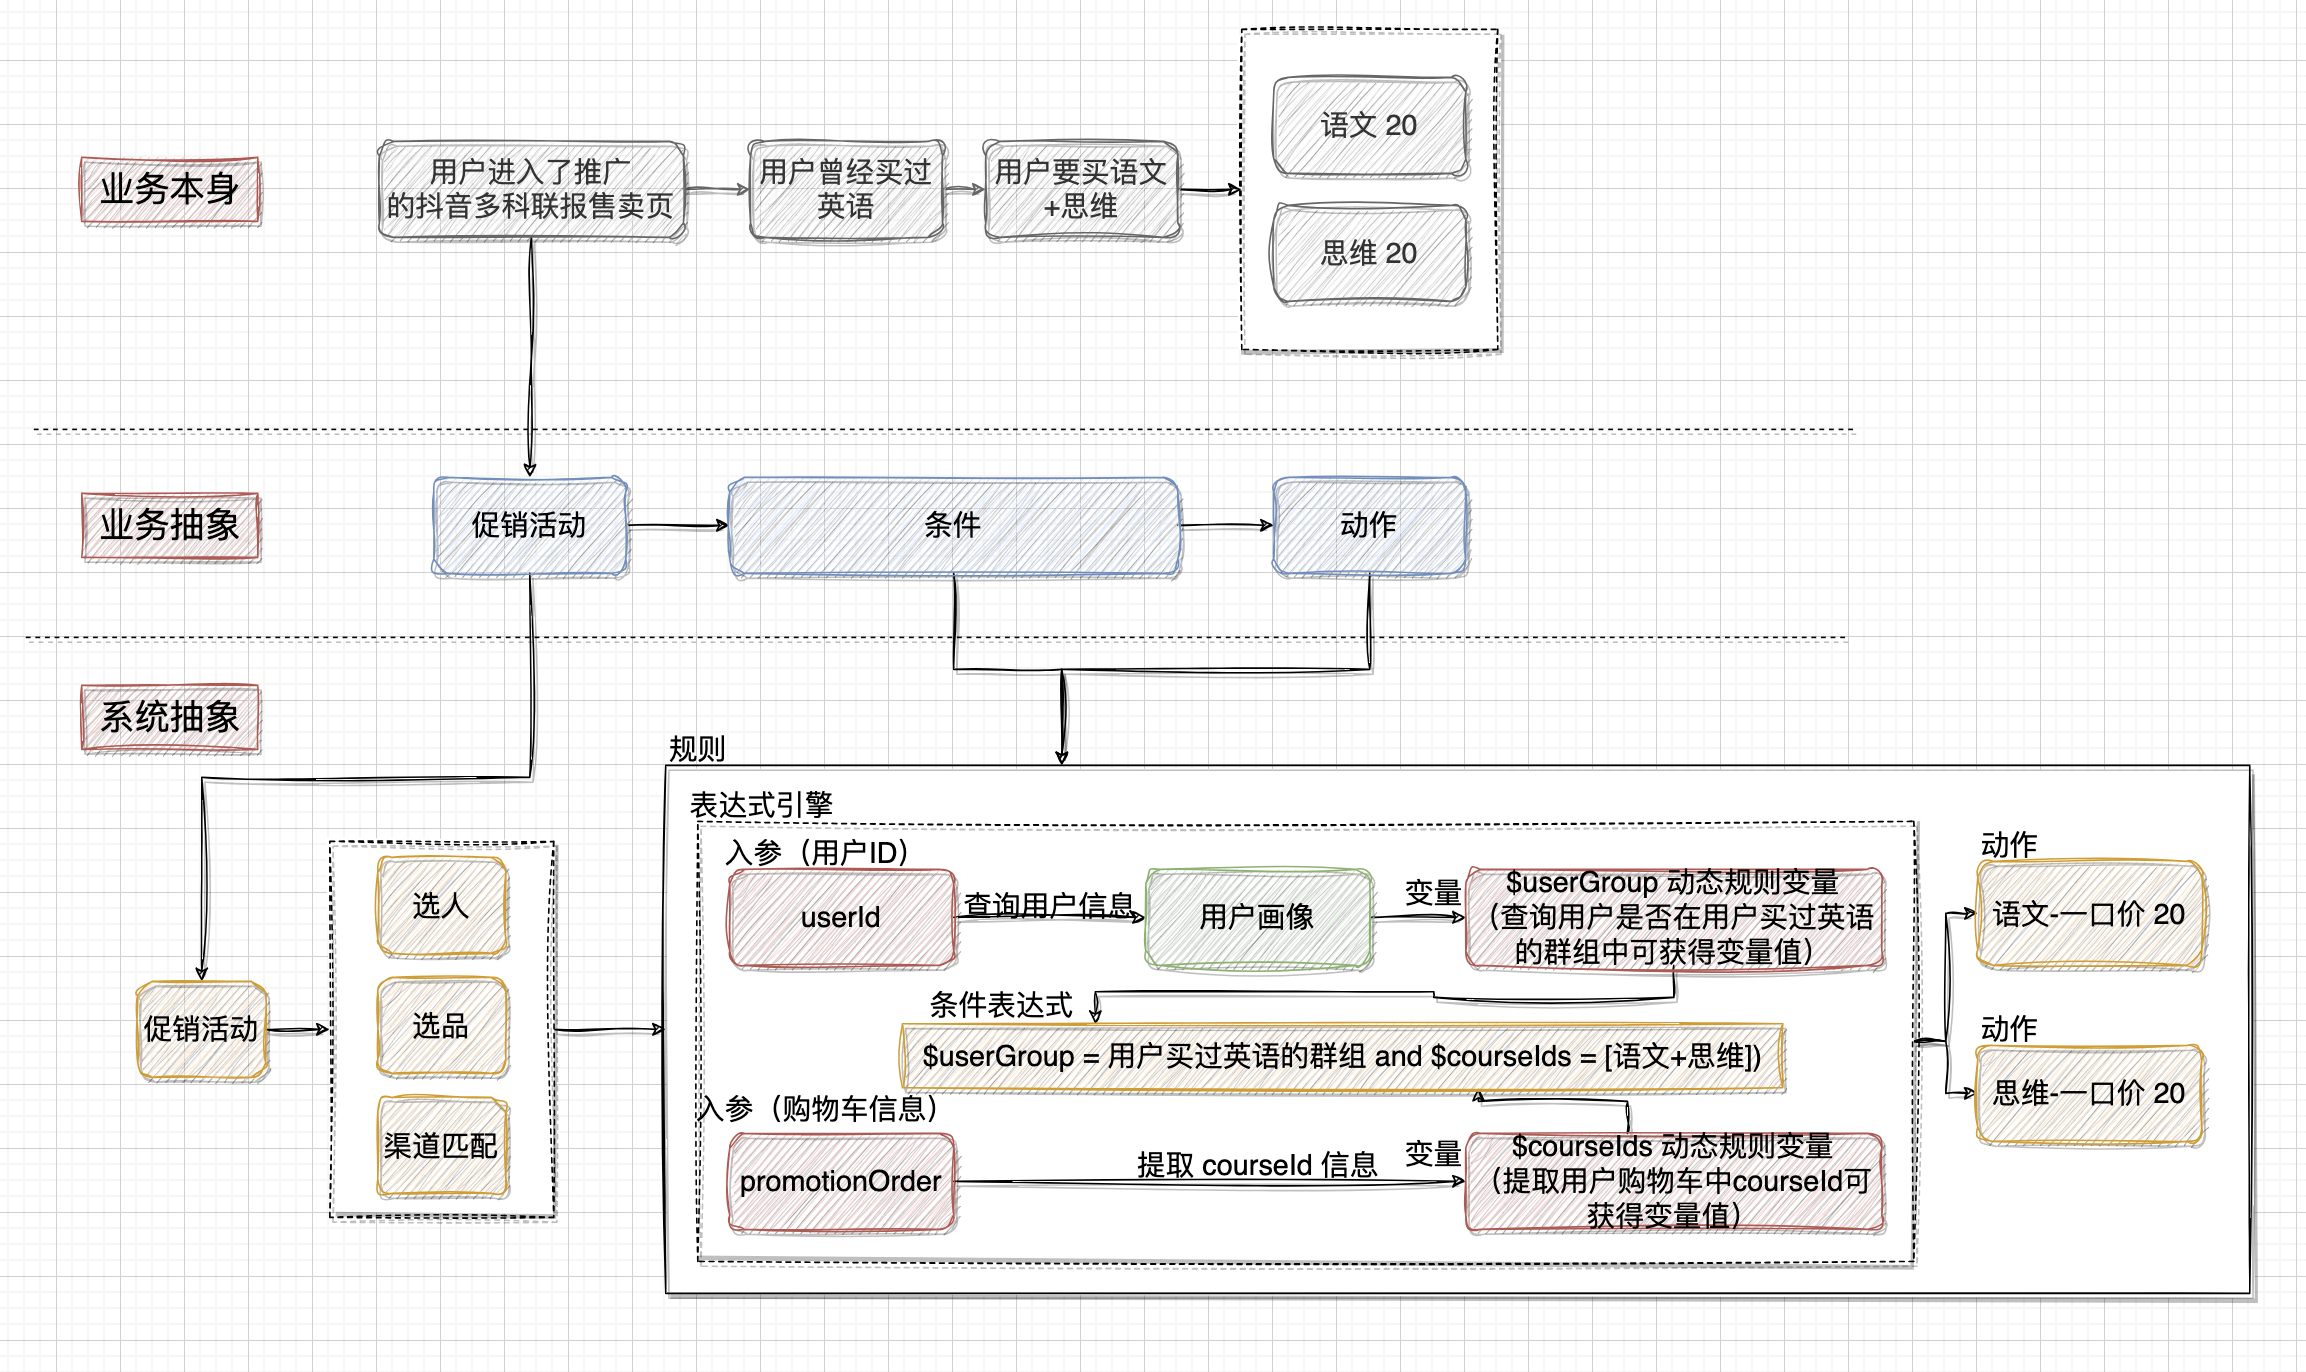 业务本身
用户进入了推广
的抖音多科联报售卖页
用户曾经买过
英语
用户要买语文
+思维
语文 20
思维 20
业务抽象
促销活动
条件
动作
系统抽象
促销活动
选人
选品
渠道匹配
规则
表达式引擎
入参（用户ID）
userId
查询用户信息
用户画像
变量
$userGroup 动态规则变量
（查询用户是否在用户买过英语
的群组中可获得变量值）
条件表达式
$userGroup = 用户买过英语的群组 and $courseIds = [语文+思维])
入参（购物车信息）
promotionOrder
提取 courseId 信息
变量
$courseIds 动态规则变量
（提取用户购物车中courseId可
获得变量值）
动作
语文-一口价 20
动作
思维-一口价 20